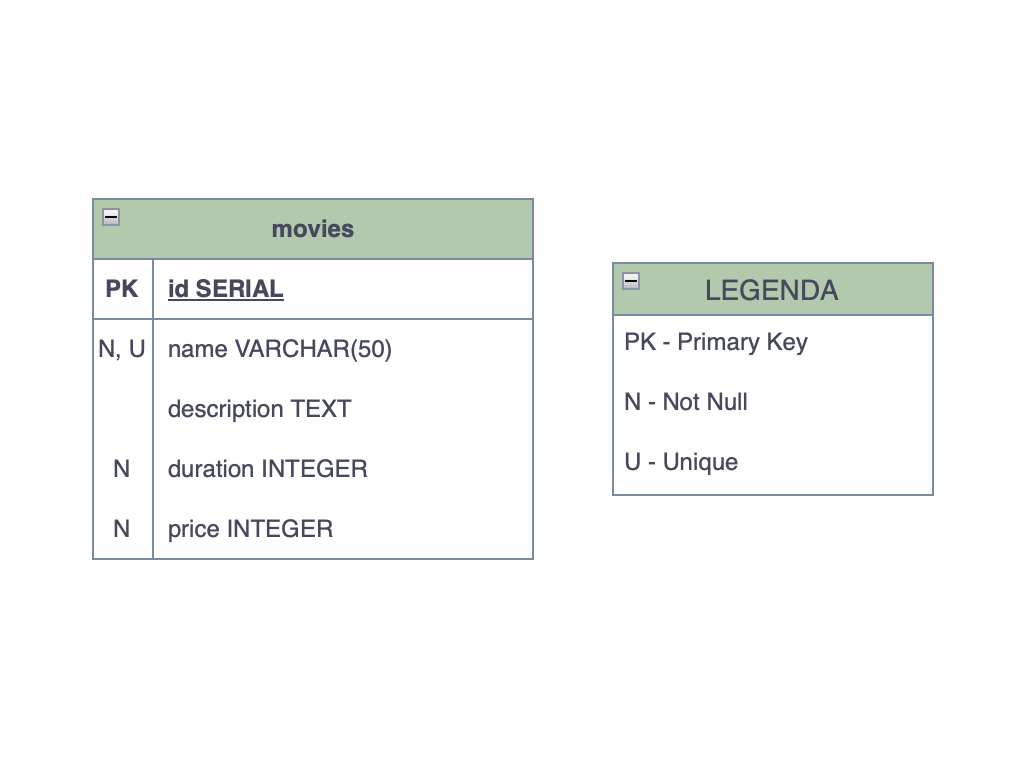 movies
PK id SERIAL
N, U name VARCHAR(50)
description TEXT
N duration INTEGER
N price INTEGER
LEGENDA
PK - Primary Key
N - Not Null
U - Unique